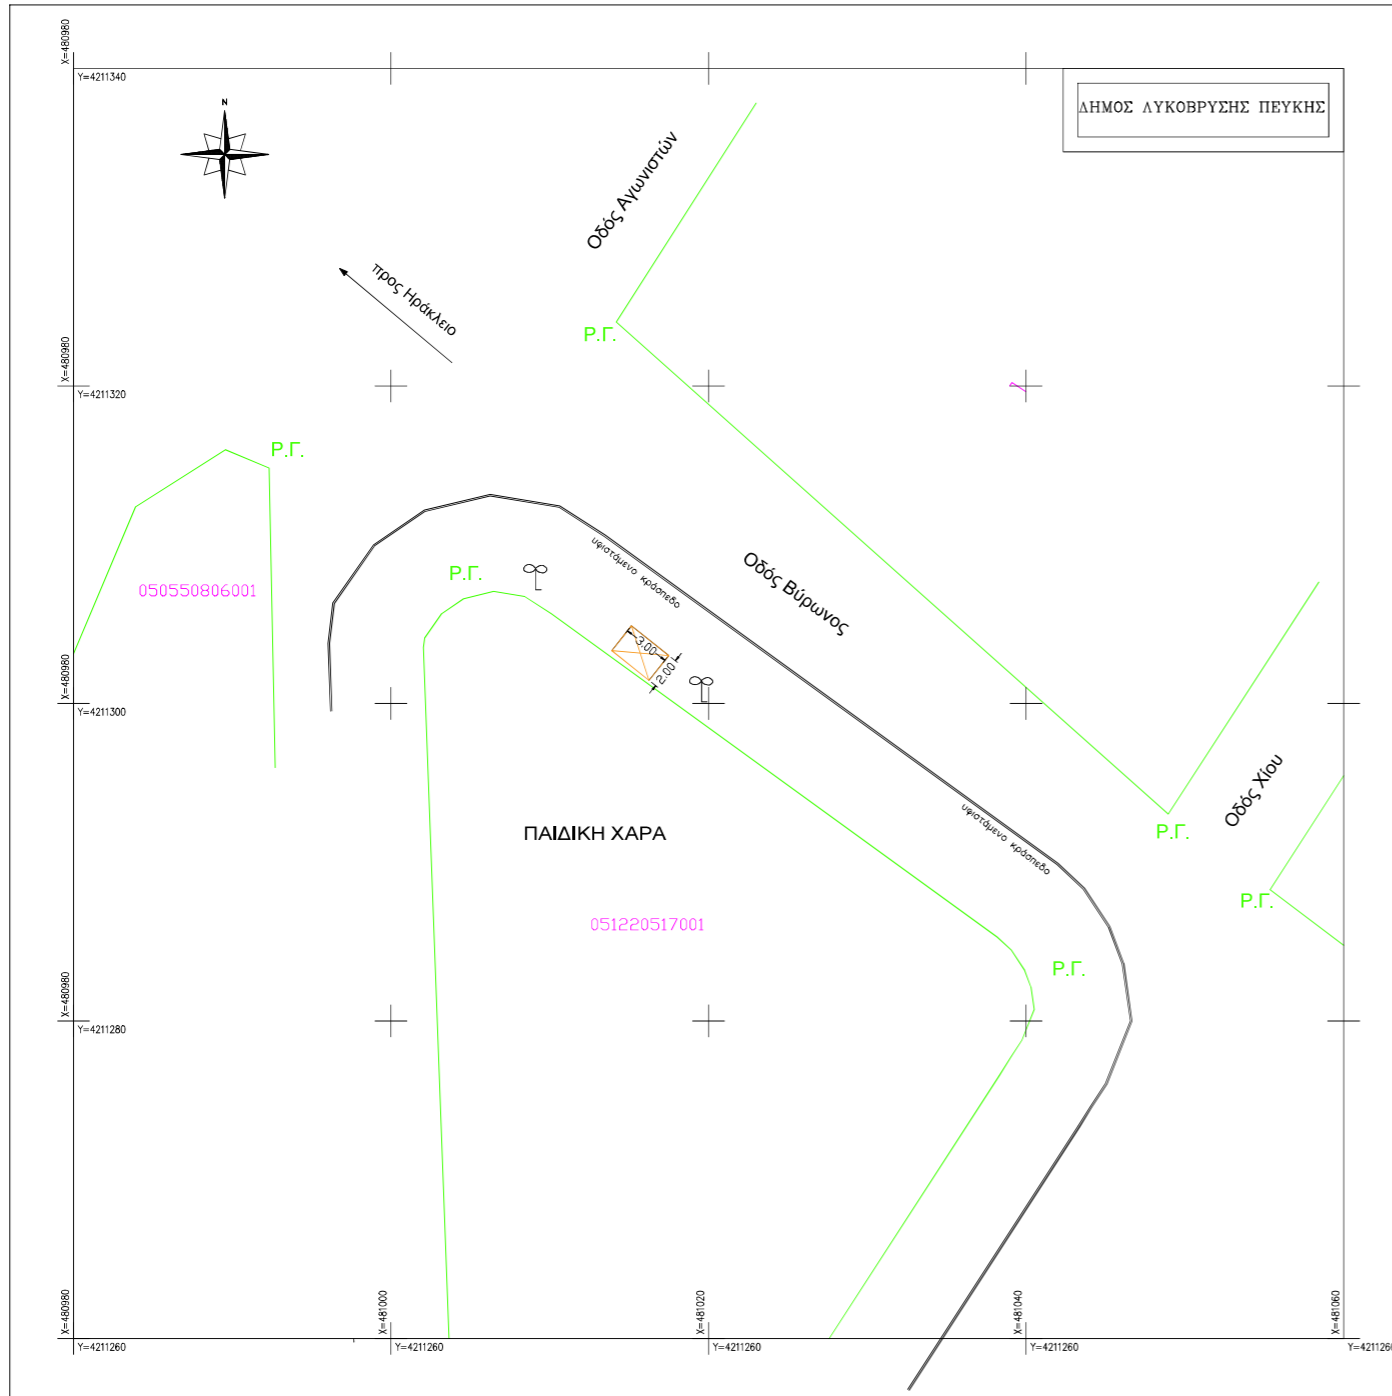 X=480980
Y=4211340
ΔΗΜΟΣ ΛΥΚΟΒΡΥΣΗΣ ΠΕΥΚΗΣ
N
Οδός Αγωνιστών
προς Ηράκλειο
Ρ.Γ.
X=480980
Y=4211320
Ρ.Γ.
υφιστάμενο κράσπεδο
Οδός Βύρωνος
Ρ.Γ.
050550806001
3.00
2.00
X=480980
Y=4211300
Οδός Χίου
ΠΑΙΔΙΚΗ ΧΑΡΑ
υφιστάμενο κράσπεδο
Ρ.Γ.
Ρ.Γ.
051220517001
Ρ.Γ.
X=480980
Y=4211280
X=480980
X=481000
X=481020
X=481040
X=481060
Y=4211260
Y=4211260
Y=4211260
Y=4211260
Y=4211260